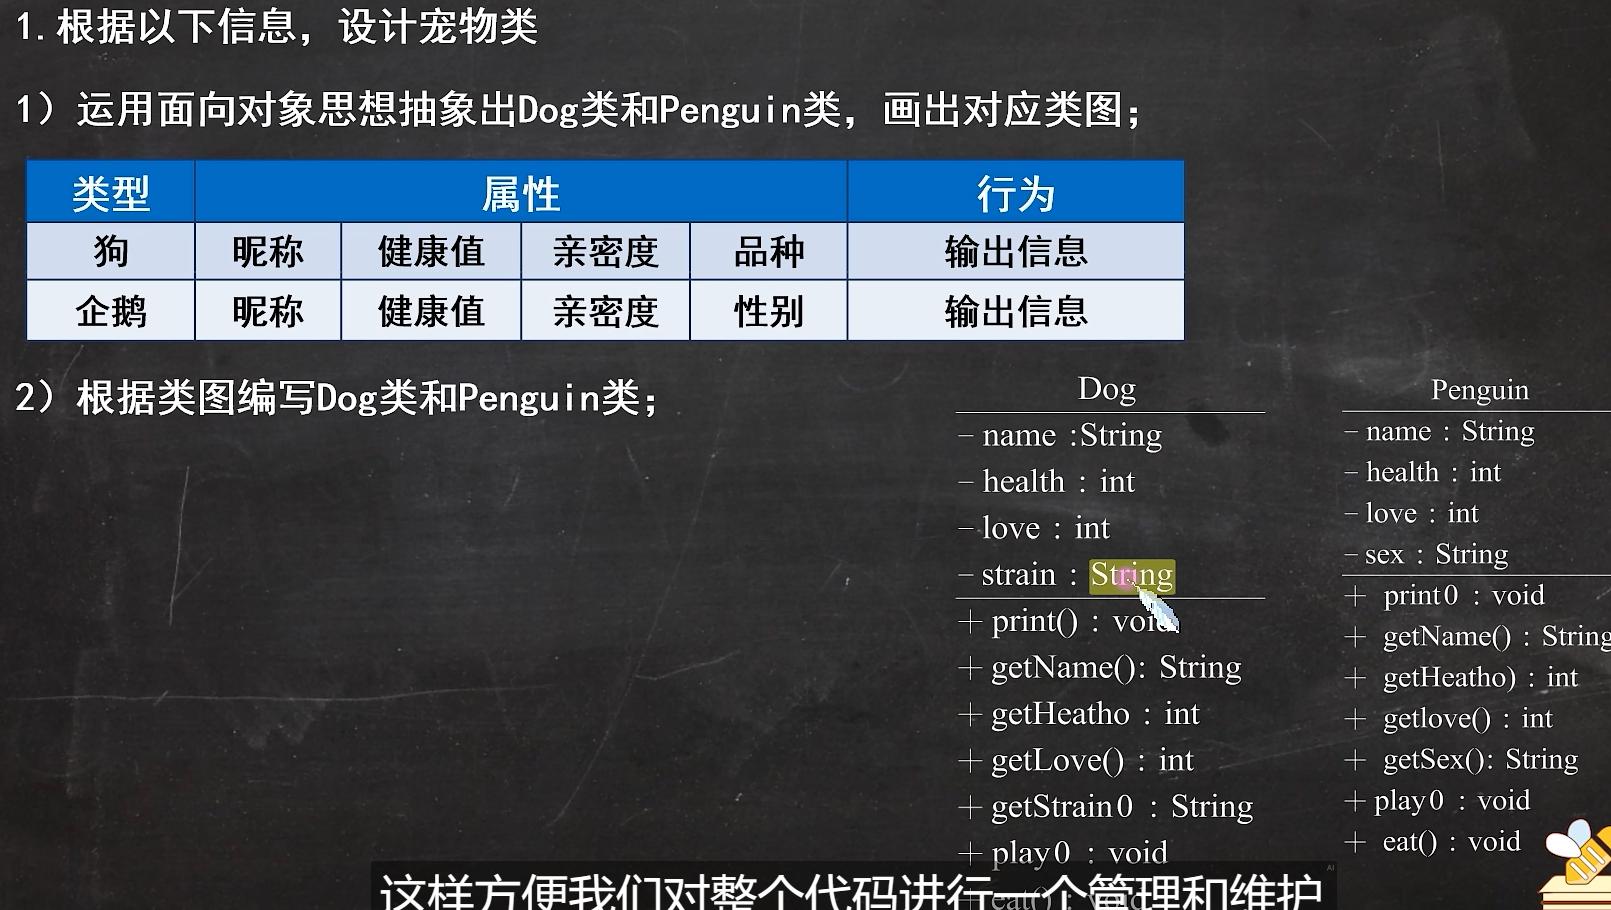 1.根据以下信息，设计宠物类
1）运用面向对象思想抽象出Dog类和Penguin类，画出对应类图；
类型 属性 行为
狗 昵称 健康值 亲密度 品种 输出信息
企鹅 昵称 健康值 亲密度 性别 输出信息
2）根据类图编写Dog类和Penguin类；
Dog
- name :String
- health : int
- love : int
- strain : String
+ print() : void
+ getName(): String
+ getHeatho : int
+ getLove() : int
+ getStrain0 : String
+ play0 : void
+ eat() : void
Penguin
- name : String
- health : int
- love : int
- sex : String
+ print0 : void
+ getName() : String
+ getHeatho) : int
+ getlove() : int
+ getSex(): String
+ play0 : void
+ eat() : void
这样方便我们对整个代码进行一个管理和维护
AI